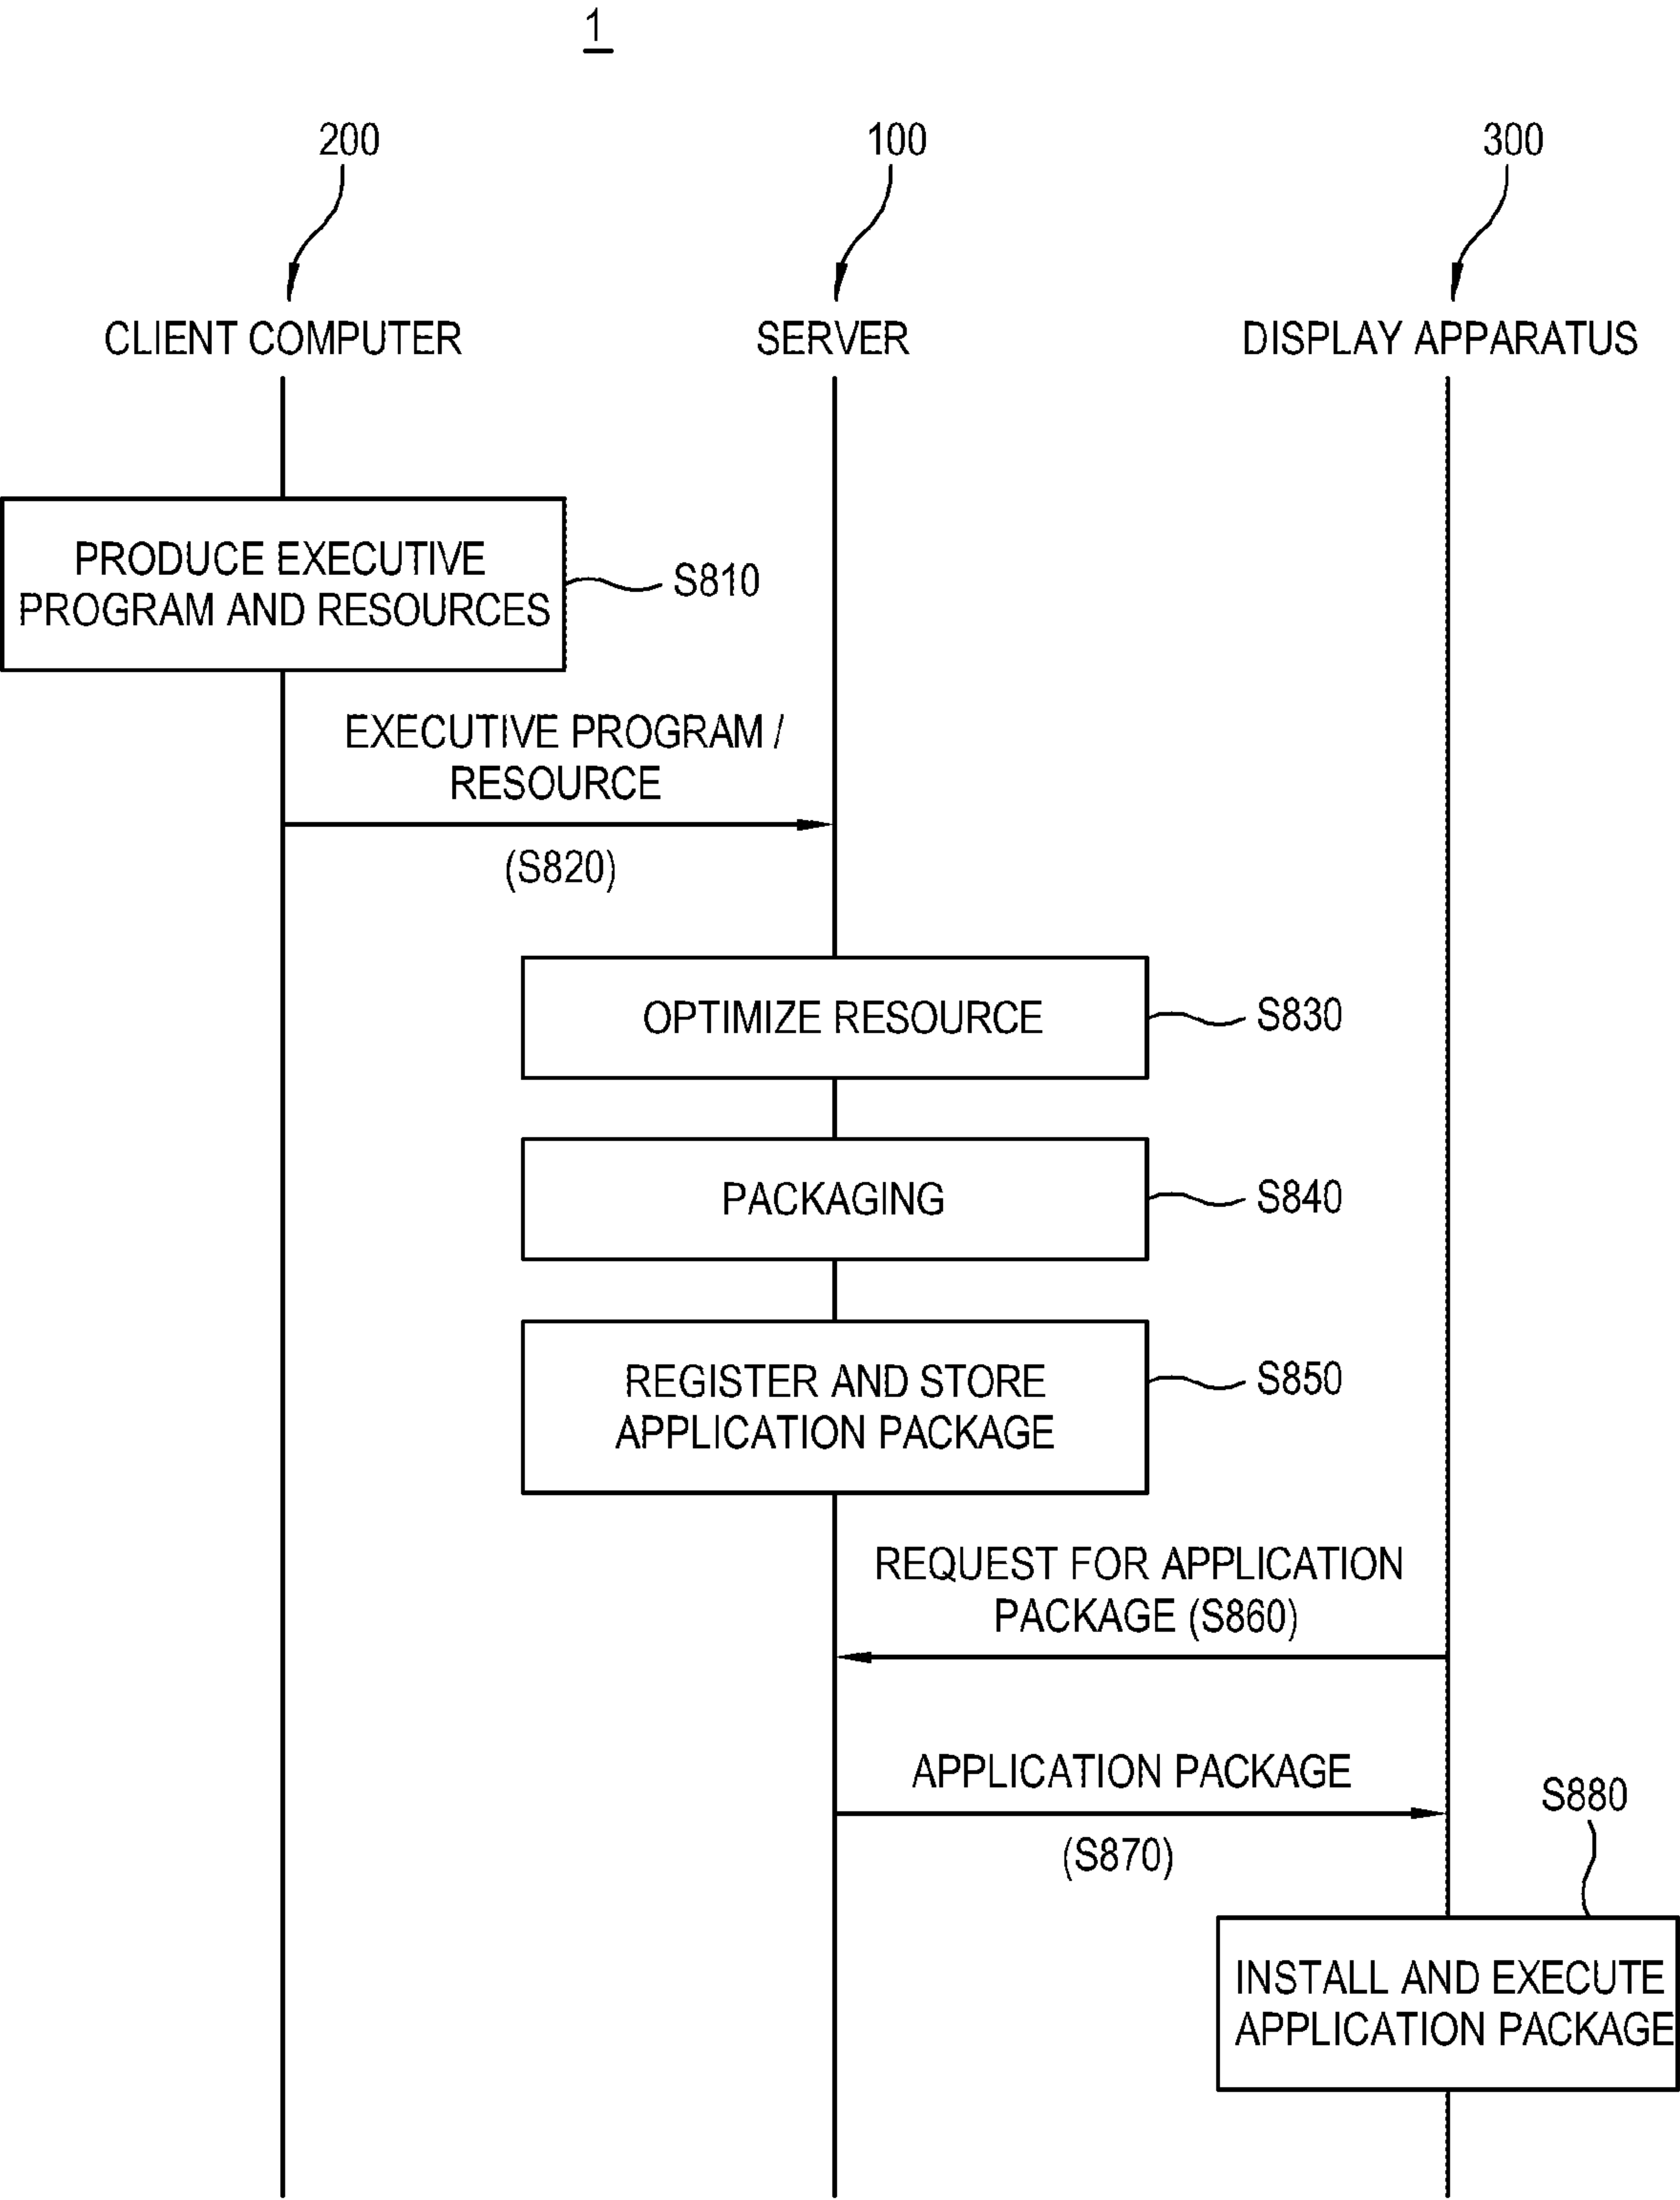 1
200
100
300
CLIENT COMPUTER
SERVER
DISPLAY APPARATUS
PRODUCE EXECUTIVE
PROGRAM AND RESOURCES
S810
EXECUTIVE PROGRAM /
RESOURCE
(S820)
OPTIMIZE RESOURCE
S830
PACKAGING
S840
REGISTER AND STORE
APPLICATION PACKAGE
S850
REQUEST FOR APPLICATION
PACKAGE (S860)
APPLICATION PACKAGE
(S870)
S880
INSTALL AND EXECUTE
APPLICATION PACKAGE